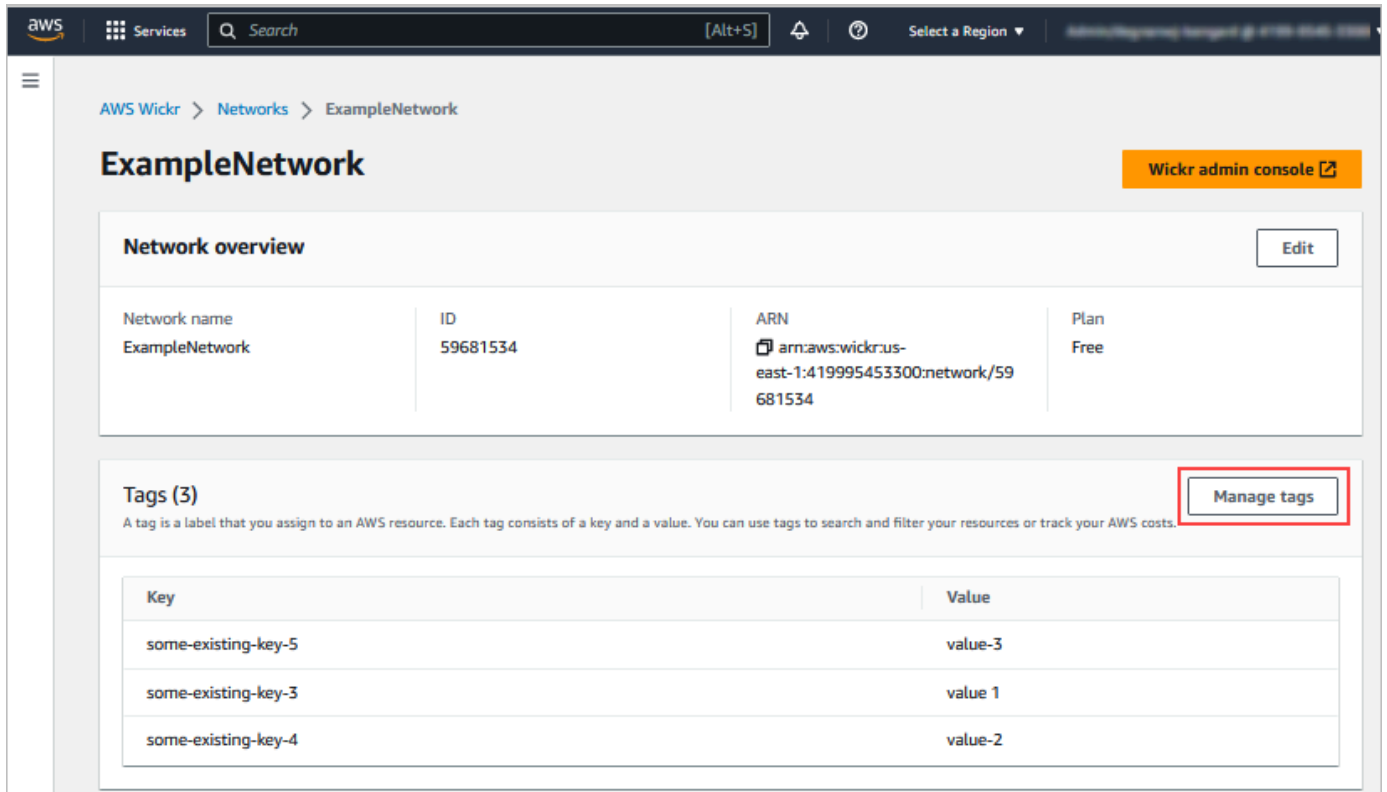 aws Services Search [Alt+S] Select a Region
AWS Wickr > Networks > ExampleNetwork
ExampleNetwork
Wickr admin console
Network overview
Edit
Network name
ExampleNetwork
ID
59681534
ARN
arn:aws:wickr:us-
east-1:419995453300:network/59
681534
Plan
Free
Tags (3)
Manage tags
A tag is a label that you assign to an AWS resource. Each tag consists of a key and a value. You can use tags to search and filter your resources or track your AWS costs.
Key Value
some-existing-key-5 value-3
some-existing-key-3 value 1
some-existing-key-4 value-2